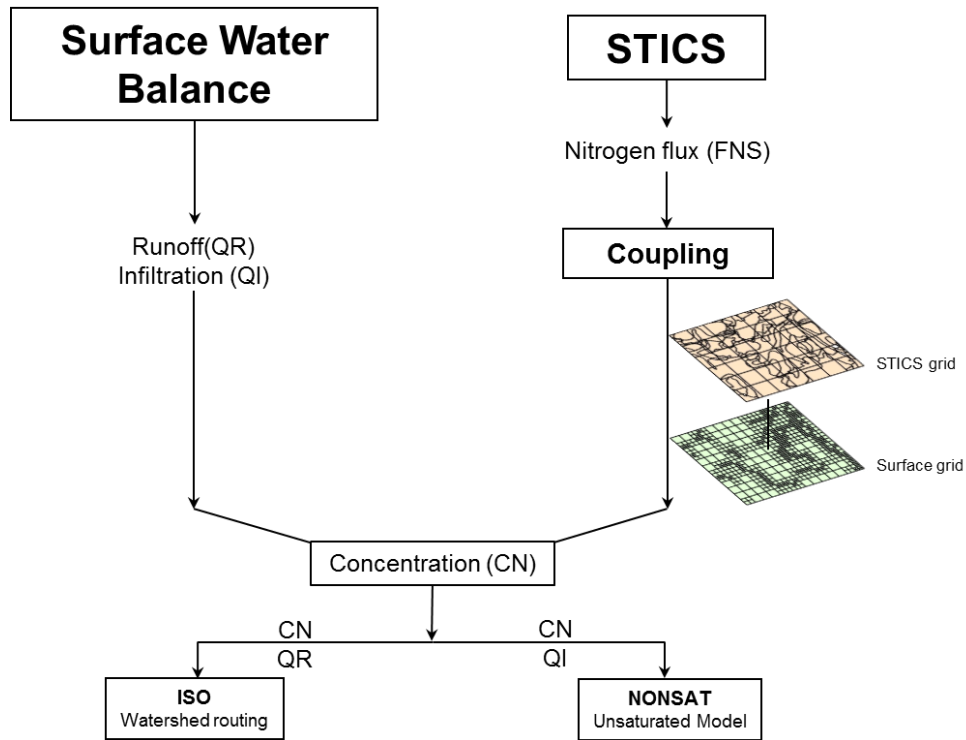 Surface Water
Balance
STICS
Nitrogen flux (FNS)
Runoff(QR)
Infiltration (QI)
Coupling
STICS grid
Surface grid
Concentration (CN)
CN
QR
CN
QI
ISO
Watershed routing
NONSAT
Unsaturated Model